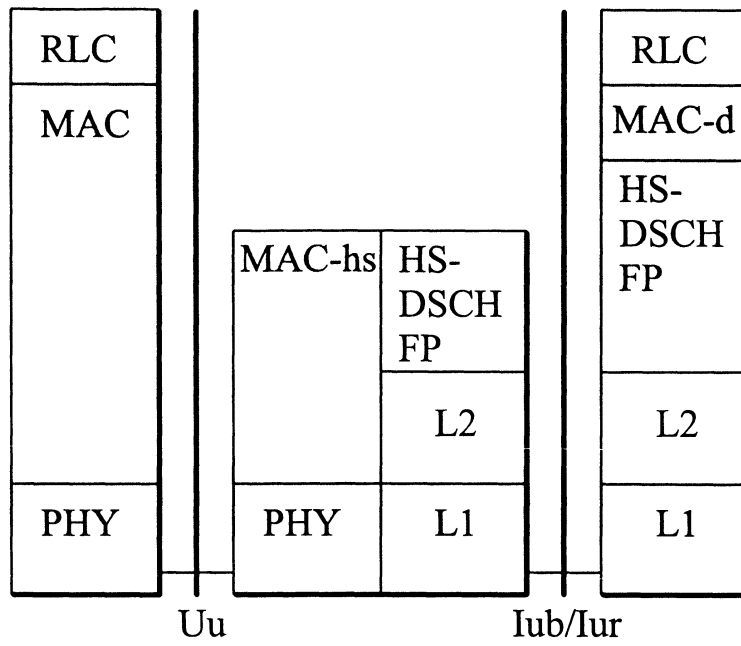 RLC
MAC
PHY
Uu
MAC-hs
PHY
HS-
DSCH
FP
L2
L1
Iub/Iur
RLC
MAC-d
HS-
DSCH
FP
L2
L1